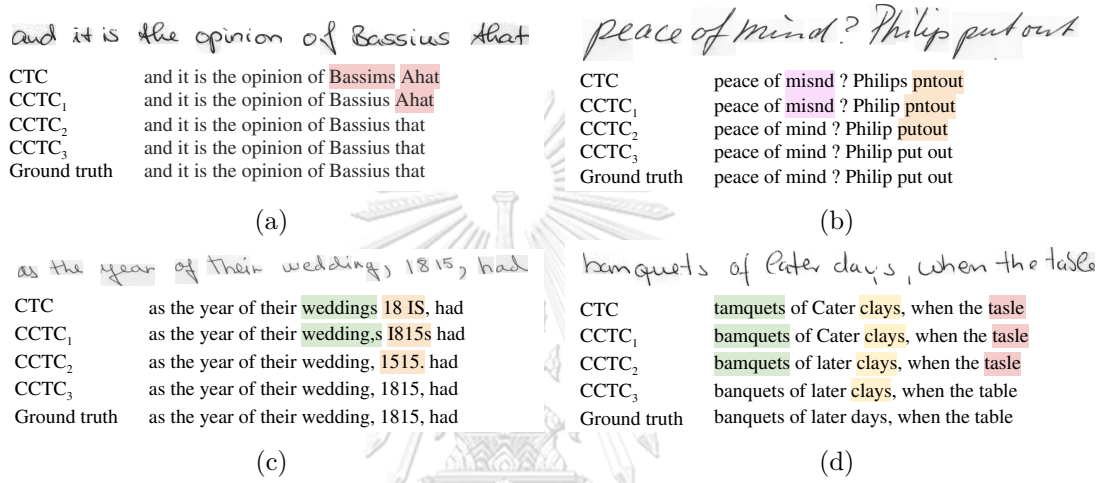 and it is the opinion of Bassius that
CTC and it is the opinion of Bassims Ahat
CCTC₁ and it is the opinion of Bassius Ahat
CCTC₂ and it is the opinion of Bassius that
CCTC₃ and it is the opinion of Bassius that
Ground truth and it is the opinion of Bassius that
(a)
peace of mind? Philip put out
CTC peace of misnd ? Philips pntout
CCTC₁ peace of misnd ? Philip pntout
CCTC₂ peace of mind ? Philip putout
CCTC₃ peace of mind ? Philip put out
Ground truth peace of mind ? Philip put out
(b)
as the year of their wedding, 1815, had
CTC as the year of their weddings 18 IS, had
CCTC₁ as the year of their wedding,s I815s had
CCTC₂ as the year of their wedding, 1515. had
CCTC₃ as the year of their wedding, 1815, had
Ground truth as the year of their wedding, 1815, had
(c)
banquets of later days, when the table
CTC tamquets of Cater clays, when the tasle
CCTC₁ bamquets of Cater clays, when the tasle
CCTC₂ bamquets of later clays, when the tasle
CCTC₃ banquets of later clays, when the table
Ground truth banquets of later days, when the table
(d)